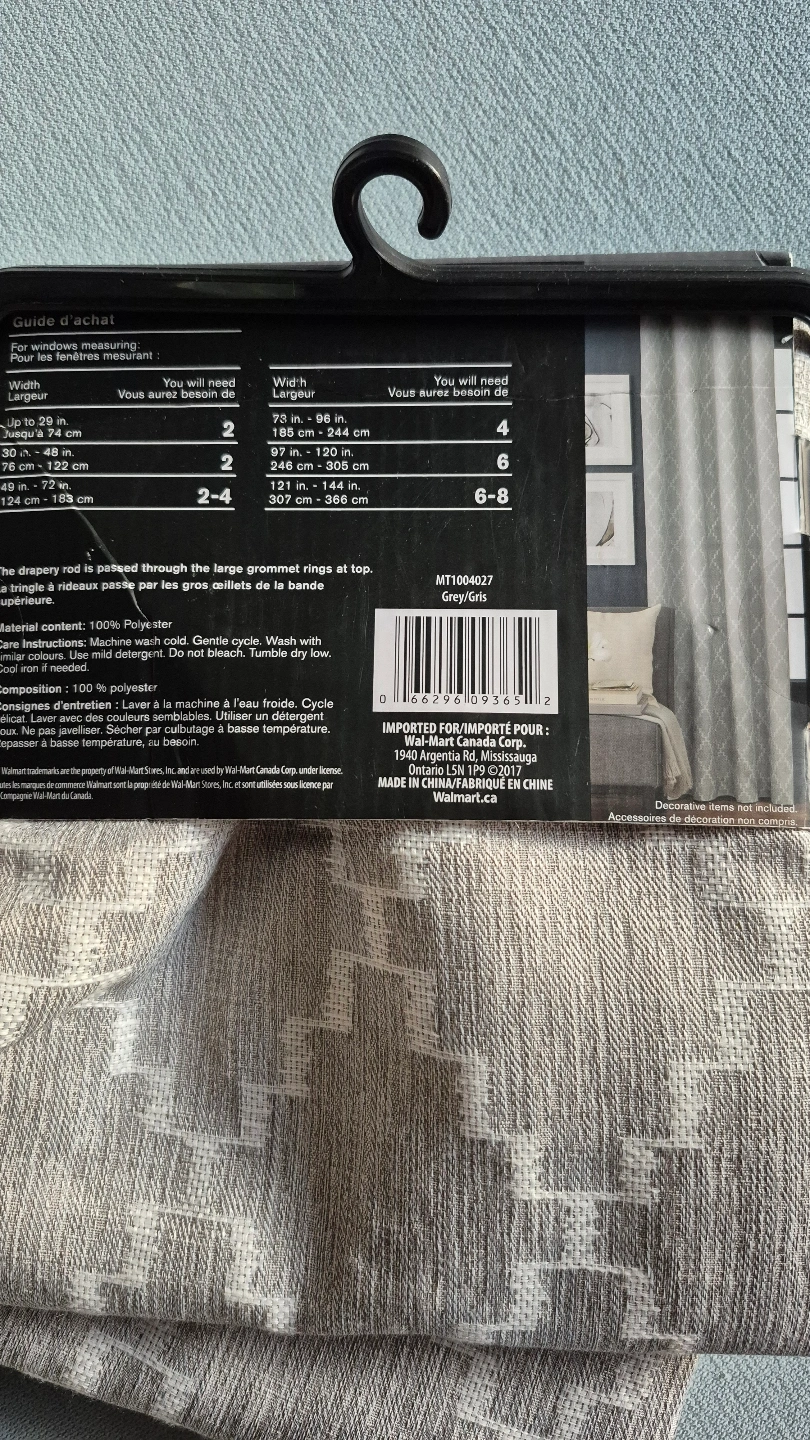 Guide d'achat
For windows measuring:
Pour les fenêtres mesurant :
Width
Largeur
You will need
Vous aurez besoin de
Up to 29 in.
Jusqu'à 74 cm
2
30 in. - 48 in.
76 cm - 122 cm
2
49 in. - 72 in.
124 cm - 183 cm
2-4
Width
Largeur
You will need
Vous aurez besoin de
73 in. - 96 in.
185 cm - 244 cm
4
97 in. - 120 in.
246 cm - 305 cm
6
121 in. - 144 in.
307 cm - 366 cm
6-8
The drapery rod is passed through the large grommet rings at top.
La tringle à rideaux passe par les gros œillets de la bande
supérieure.
Material content: 100% Polyester
Care Instructions: Machine wash cold. Gentle cycle. Wash with
similar colours. Use mild detergent. Do not bleach. Tumble dry low.
Cool iron if needed.
Composition : 100 % polyester
Consignes d'entretien : Laver à la machine à l'eau froide. Cycle
délicat. Laver avec des couleurs semblables. Utiliser un détergent
doux. Ne pas javelliser. Sécher par culbutage à basse température.
Repasser à basse température, au besoin.
Walmart trademarks are the property of Wal-Mart Stores, Inc. and are used by Wal-Mart Canada Corp. under license.
Toutes les marques de commerce Walmart sont la propriété de Wal-Mart Stores, Inc. et sont utilisées sous licence par
Compagnie Wal-Mart du Canada.
MT1004027
Grey/Gris
0 66296 09365 2
IMPORTED FOR/IMPORTÉ POUR :
Wal-Mart Canada Corp.
1940 Argentia Rd, Mississauga
Ontario L5N 1P9 ©2017
MADE IN CHINA/FABRIQUÉ EN CHINE
Walmart.ca
Decorative items not included.
Accessoires de décoration non compris.